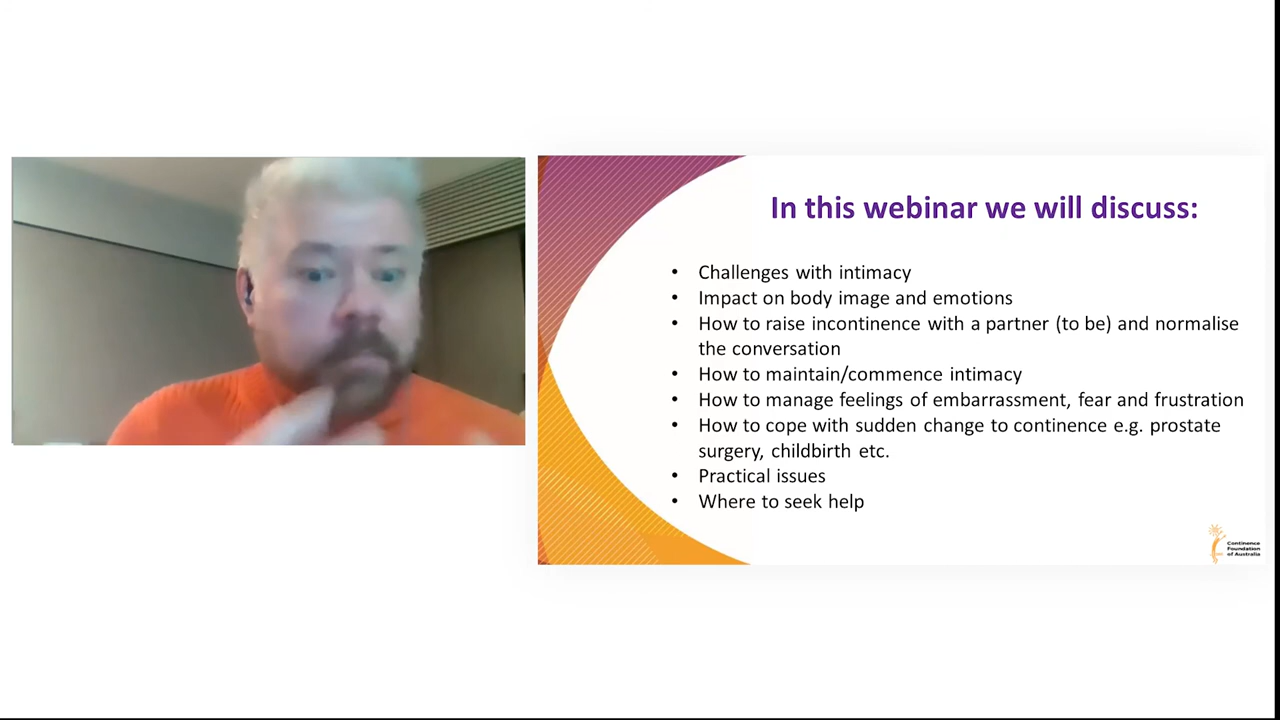 In this webinar we will discuss:
• Challenges with intimacy
• Impact on body image and emotions
• How to raise incontinence with a partner (to be) and normalise
the conversation
• How to maintain/commence intimacy
• How to manage feelings of embarrassment, fear and frustration
• How to cope with sudden change to continence e.g. prostate
surgery, childbirth etc.
• Practical issues
• Where to seek help
Continence
Foundation
of Australia